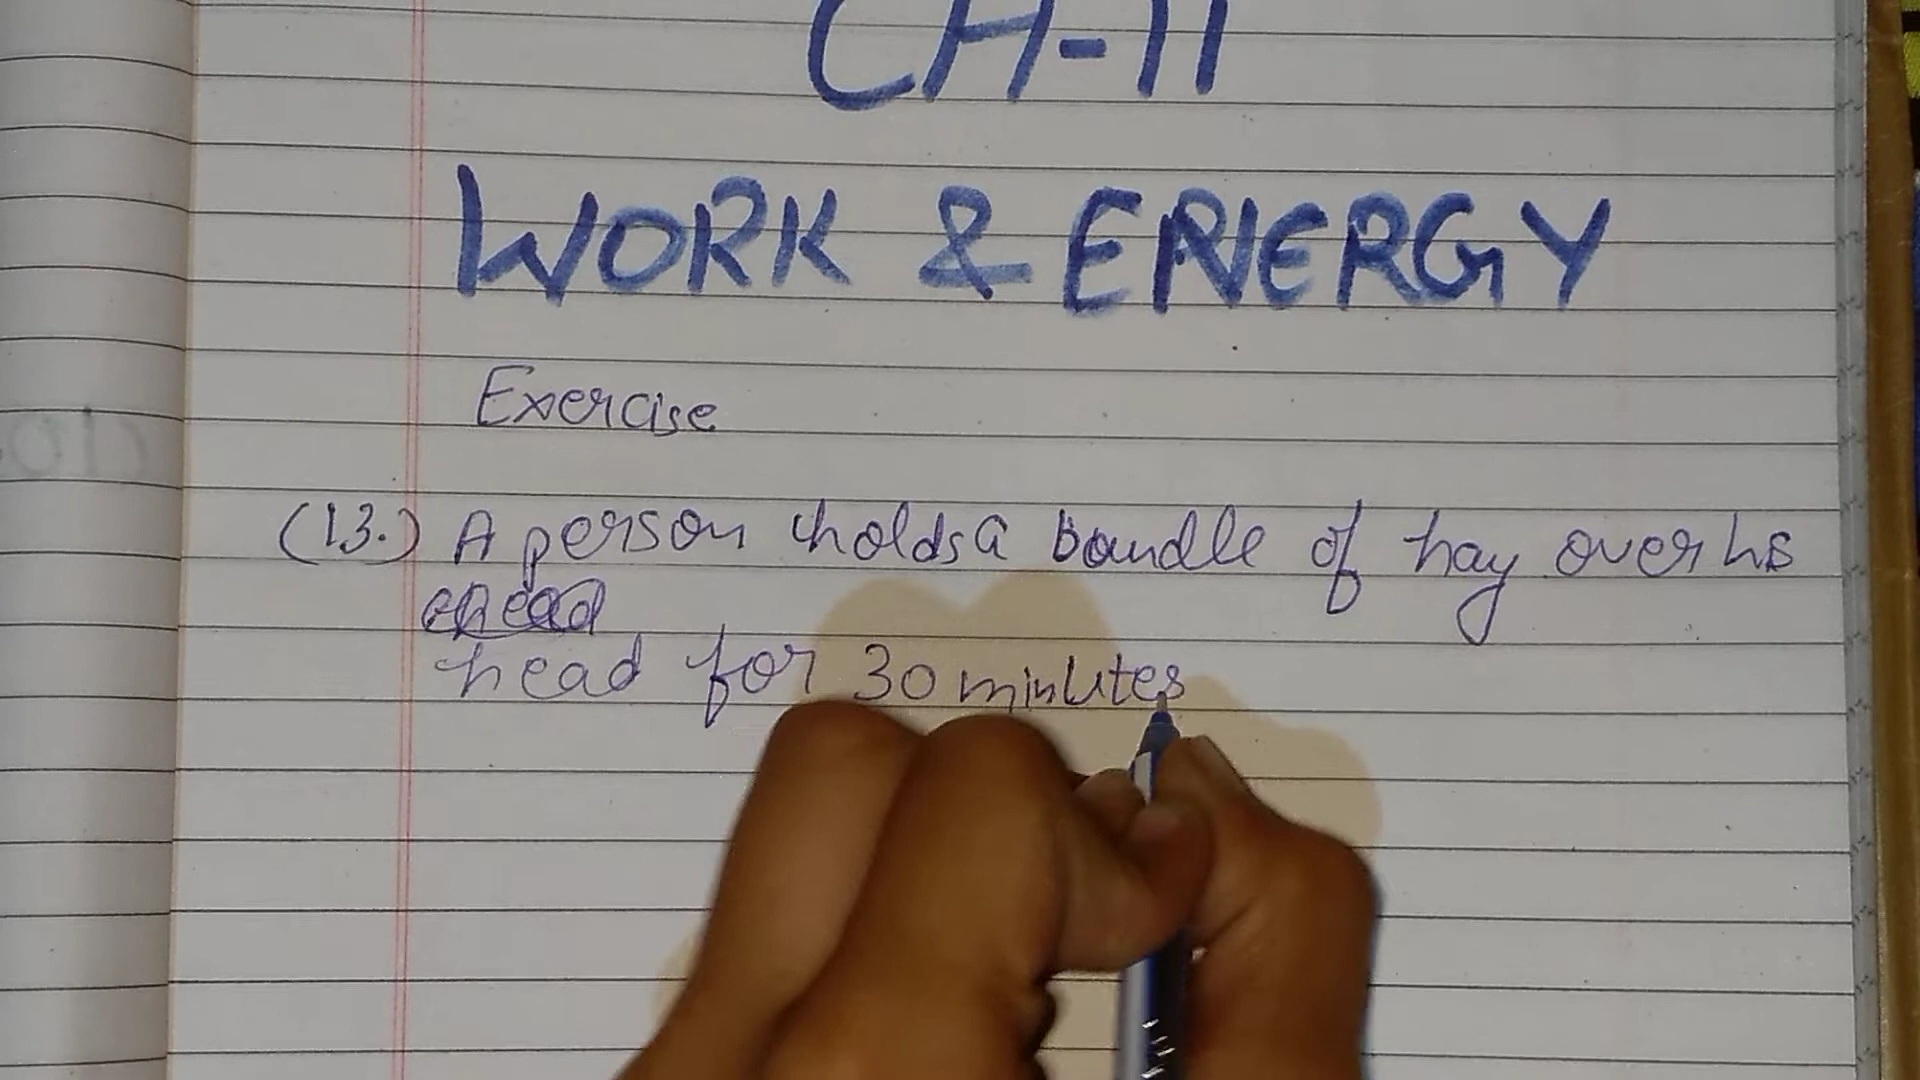 CH-11
WORK & ENERGY
Exercise
(13.) A person holds a bundle of hay over his
head for 30 minutes